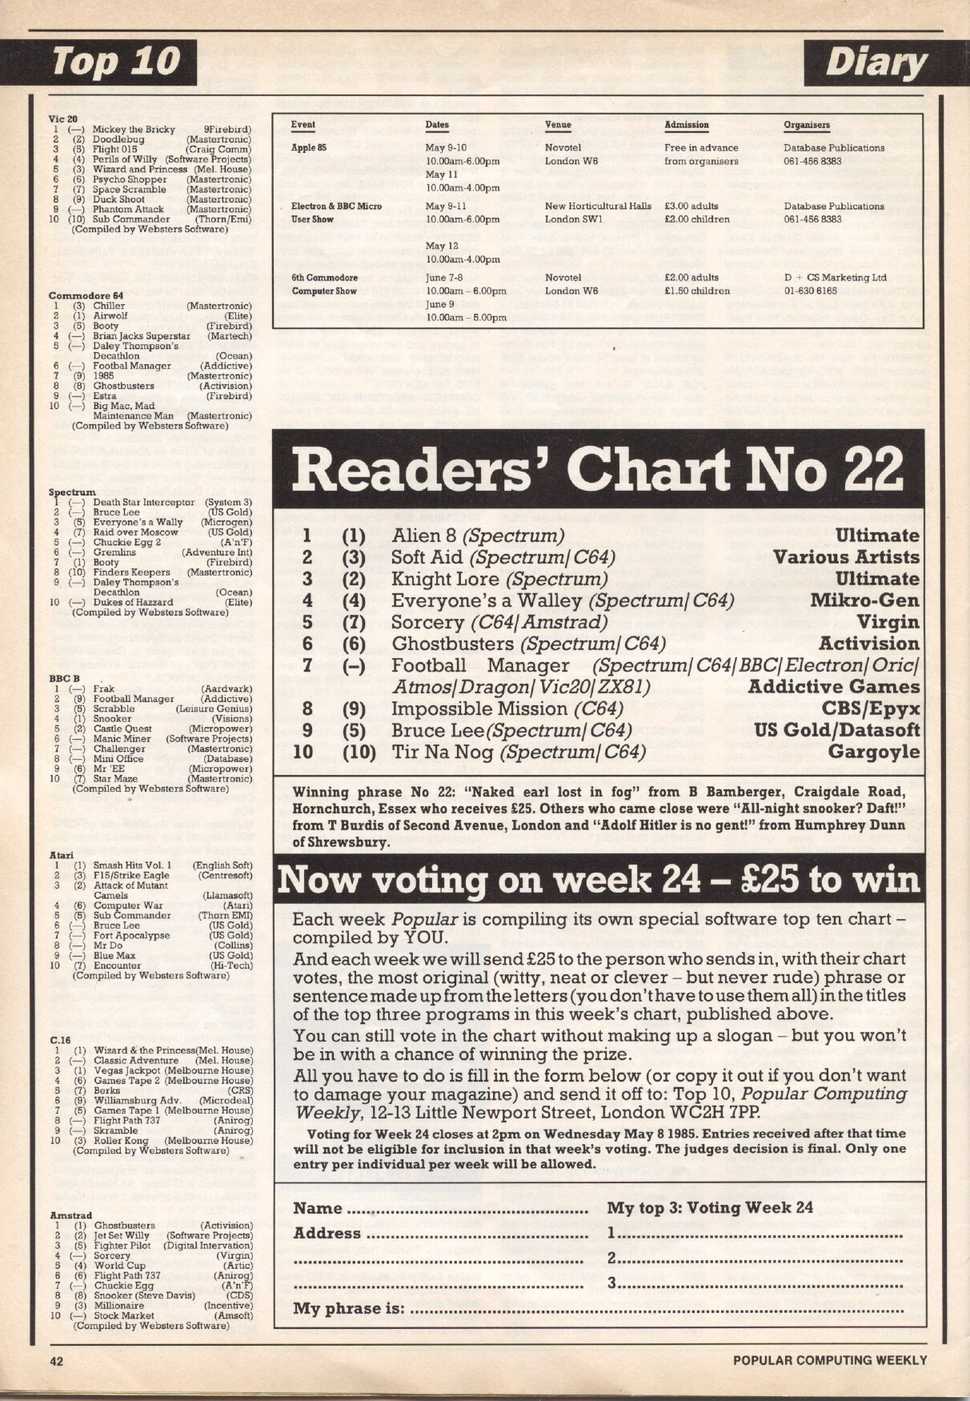 Top 10
Diary
Vic 20
1 (—) Mickey the Bricky 9Firebird)
2 (2) Doodlebug (Mastertronic)
3 (5) Flight 015 (Craig Comm)
4 (4) Perils of Willy (Software Projects)
5 (3) Wizard and Princess (Mel. House)
6 (6) Psycho Shopper (Mastertronic)
7 (7) Space Scramble (Mastertronic)
8 (9) Duck Shoot (Mastertronic)
9 (—) Phantom Attack (Mastertronic)
10 (10) Sub Commander (Thorn/Emi)
(Compiled by Websters Software)
Commodore 64
1 (3) Chiller (Mastertronic)
2 (1) Airwolf (Elite)
3 (5) Booty (Firebird)
4 (—) Brian Jacks Superstar (Martech)
5 (—) Daley Thompson's
Decathlon (Ocean)
6 (—) Footbal Manager (Addictive)
7 (9) 1985 (Mastertronic)
8 (8) Ghostbusters (Activision)
9 (—) Estra (Firebird)
10 (—) Big Mac, Mad
Maintenance Man (Mastertronic)
(Compiled by Websters Software)
Spectrum
1 (—) Death Star Interceptor (System 3)
2 (—) Bruce Lee (US Gold)
3 (5) Everyone's a Wally (Microgen)
4 (7) Raid over Moscow (US Gold)
5 (—) Chuckie Egg 2 (A'n'F)
6 (—) Gremlins (Adventure Int)
7 (1) Booty (Firebird)
8 (10) Finders Keepers (Mastertronic)
9 (—) Daley Thompson's
Decathlon (Ocean)
10 (—) Dukes of Hazzard (Elite)
(Compiled by Websters Software)
BBC B
1 (—) Frak (Aardvark)
2 (9) Football Manager (Addictive)
3 (5) Scrabble (Leisure Genius)
4 (1) Snooker (Visions)
5 (2) Castle Quest (Micropower)
6 (—) Manic Miner (Software Projects)
7 (—) Challenger (Mastertronic)
8 (—) Mini Office (Database)
9 (6) Mr 'EE (Micropower)
10 (7) Star Maze (Mastertronic)
(Compiled by Websters Software)
Atari
1 (1) Smash Hits Vol. 1 (English Soft)
2 (3) F15/Strike Eagle (Centresoft)
3 (2) Attack of Mutant
Camels (Llamasoft)
4 (6) Computer War (Atari)
5 (5) Sub Commander (Thorn EMI)
6 (—) Bruce Lee (US Gold)
7 (—) Fort Apocalypse (US Gold)
8 (—) Mr Do (Collins)
9 (—) Blue Max (US Gold)
10 (7) Encounter (Hi-Tech)
(Compiled by Websters Software)
C.16
1 (1) Wizard & the Princess(Mel. House)
2 (—) Classic Adventure (Mel. House)
3 (1) Vegas Jackpot (Melbourne House)
4 (6) Games Tape 2 (Melbourne House)
5 (7) Berks (CRS)
6 (9) Williamsburg Adv. (Microdeal)
7 (5) Games Tape 1 (Melbourne House)
8 (—) Flight Path 737 (Anirog)
9 (—) Skramble (Anirog)
10 (3) Roller Kong (Melbourne House)
(Compiled by Websters Software)
Amstrad
1 (1) Ghostbusters (Activision)
2 (2) Jet Set Willy (Software Projects)
3 (5) Fighter Pilot (Digital Intervation)
4 (—) Sorcery (Virgin)
5 (4) World Cup (Artic)
6 (6) Flight Path 737 (Anirog)
7 (—) Chuckie Egg (A'n'F)
8 (8) Snooker (Steve Davis) (CDS)
9 (3) Millionaire (Incentive)
10 (—) Stock Market (Amsoft)
(Compiled by Websters Software)
Event Dates Venue Admission Organisers
Apple 85 May 9-10 Novotel Free in advance Database Publications
10.00am-6.00pm London W6 from organisers 061-456 8383
May 11
10.00am-4.00pm
Electron & BBC Micro May 9-11 New Horticultural Halls £3.00 adults Database Publications
User Show 10.00am-6.00pm London SW1 £2.00 children 061-456 8383
May 12
10.00am-4.00pm
6th Commodore June 7-8 Novotel £2.00 adults D + CS Marketing Ltd
Computer Show 10.00am – 6.00pm London W6 £1.50 children 01-630 6165
June 9
10.00am – 5.00pm
Readers' Chart No 22
1 (1) Alien 8 (Spectrum) Ultimate
2 (3) Soft Aid (Spectrum/C64) Various Artists
3 (2) Knight Lore (Spectrum) Ultimate
4 (4) Everyone's a Walley (Spectrum/C64) Mikro-Gen
5 (7) Sorcery (C64/Amstrad) Virgin
6 (6) Ghostbusters (Spectrum/C64) Activision
7 (–) Football Manager (Spectrum/C64/BBC/Electron/Oric/
Atmos/Dragon/Vic20/ZX81) Addictive Games
8 (9) Impossible Mission (C64) CBS/Epyx
9 (5) Bruce Lee(Spectrum/C64) US Gold/Datasoft
10 (10) Tir Na Nog (Spectrum/C64) Gargoyle
Winning phrase No 22: "Naked earl lost in fog" from B Bamberger, Craigdale Road,
Hornchurch, Essex who receives £25. Others who came close were "All-night snooker? Daft!"
from T Burdis of Second Avenue, London and "Adolf Hitler is no gent!" from Humphrey Dunn
of Shrewsbury.
Now voting on week 24 – £25 to win
Each week Popular is compiling its own special software top ten chart –
compiled by YOU.
And each week we will send £25 to the person who sends in, with their chart
votes, the most original (witty, neat or clever – but never rude) phrase or
sentence made up from the letters (you don't have to use them all) in the titles
of the top three programs in this week's chart, published above.
You can still vote in the chart without making up a slogan – but you won't
be in with a chance of winning the prize.
All you have to do is fill in the form below (or copy it out if you don't want
to damage your magazine) and send it off to: Top 10, Popular Computing
Weekly, 12-13 Little Newport Street, London WC2H 7PP.
Voting for Week 24 closes at 2pm on Wednesday May 8 1985. Entries received after that time
will not be eligible for inclusion in that week's voting. The judges decision is final. Only one
entry per individual per week will be allowed.
Name ........ My top 3: Voting Week 24
Address ........ 1........
........ 2........
........ 3........
My phrase is: ........
42
POPULAR COMPUTING WEEKLY